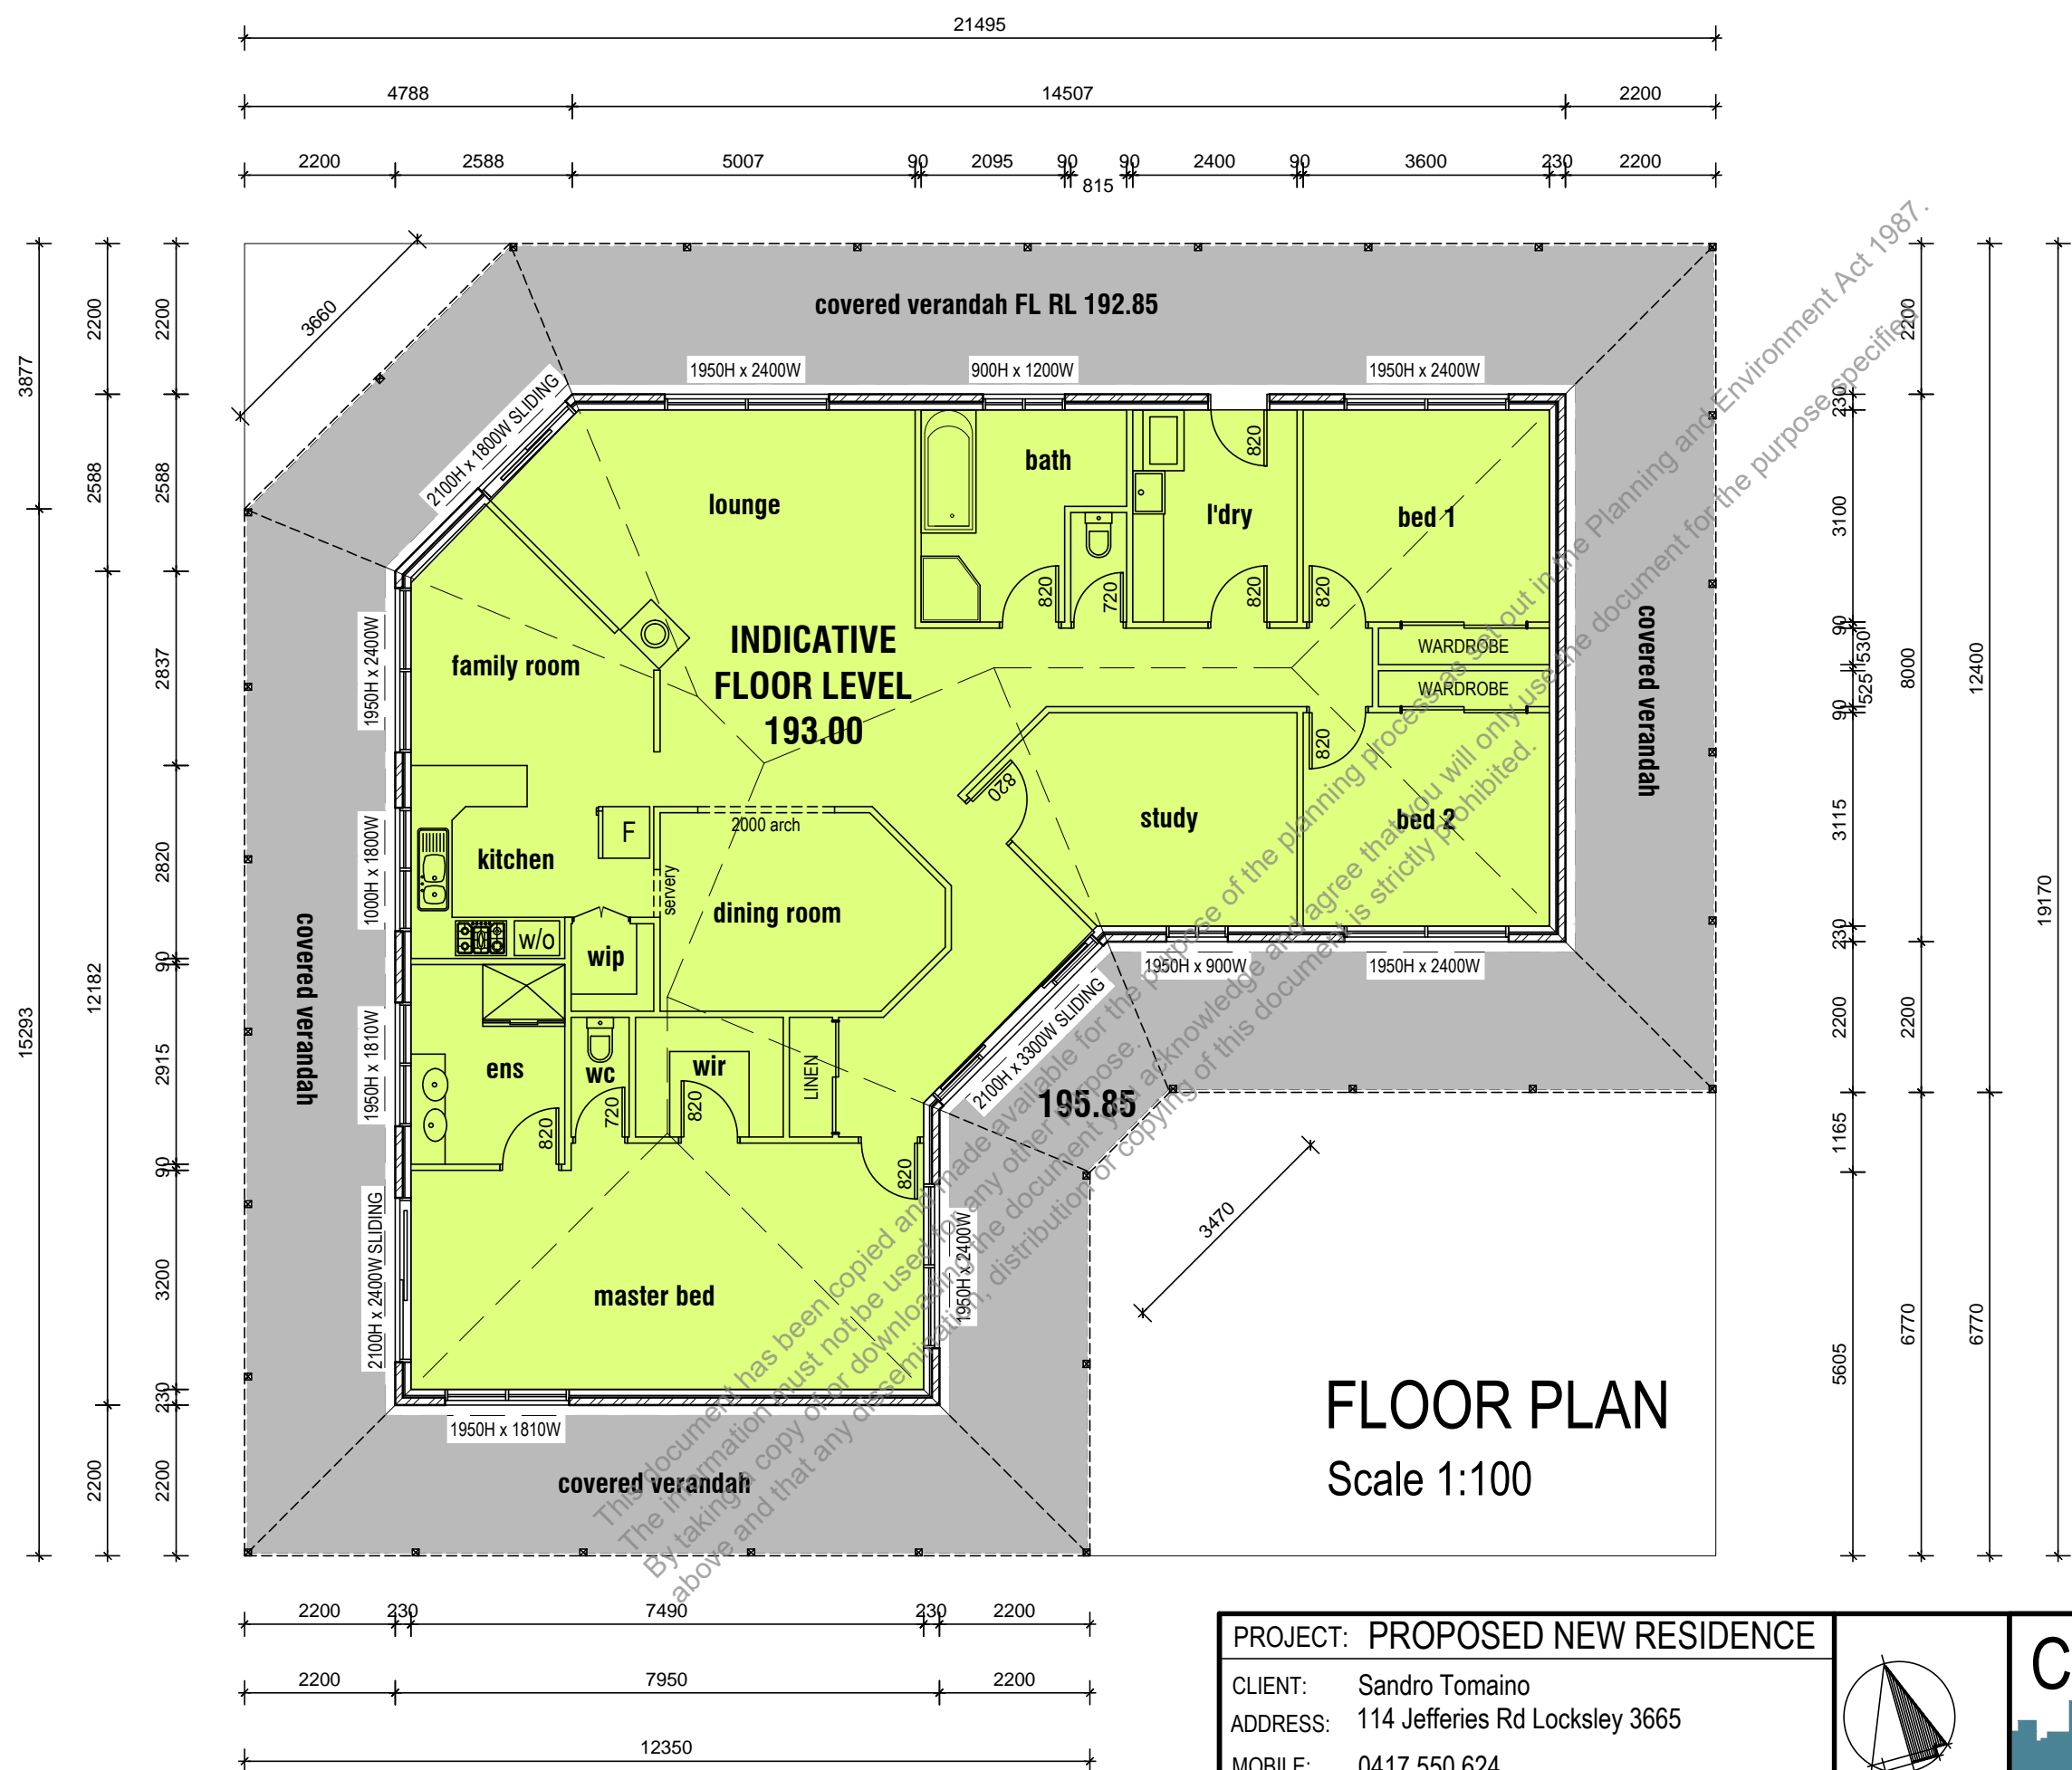 21495
4788 14507 2200
2200 2588 5007 90 2095 90 815 90 2400 90 3600 230 2200
3877 15293
2200 2588 12182 2200
2200 2588 2837 2820 90 2915 90 3200 230 2200
3660
covered verandah FL RL 192.85
1950H x 2400W
900H x 1200W
1950H x 2400W
2100H x 1800W SLIDING
lounge
bath
l'dry
bed 1
820
820
720
820
820
WARDROBE
WARDROBE
covered verandah
family room
INDICATIVE
FLOOR LEVEL
193.00
1950H x 2400W
820
820
study
bed 2
2000 arch
F
kitchen
servery
dining room
1000H x 1800W
w/o
wip
covered verandah
1950H x 900W
1950H x 2400W
2100H x 3300W SLIDING
195.85
1950H x 1810W
ens
wc
wir
LINEN
820
720
820
820
3470
2100H x 2400W SLIDING
master bed
1950H x 2400W
1950H x 1810W
covered verandah
230 3100 90 530 525 90 3115 230 2200 1165 5605
2200 8000 2200 6770
12400 6770
19170
This document has been copied and made available for the purpose of the planning process as set out in the Planning and Environment Act 1987.
The information must not be used for any other purpose.
By taking a copy of or downloading the document you acknowledge and agree that you will only use the document for the purpose specified
above and that any dissemination, distribution or copying of this document is strictly prohibited.
FLOOR PLAN
Scale 1:100
2200 230 7490 230 2200
2200 7950 2200
12350
PROJECT: PROPOSED NEW RESIDENCE
CLIENT: Sandro Tomaino
ADDRESS: 114 Jefferies Rd Locksley 3665
MOBILE: 0417 550 624
C